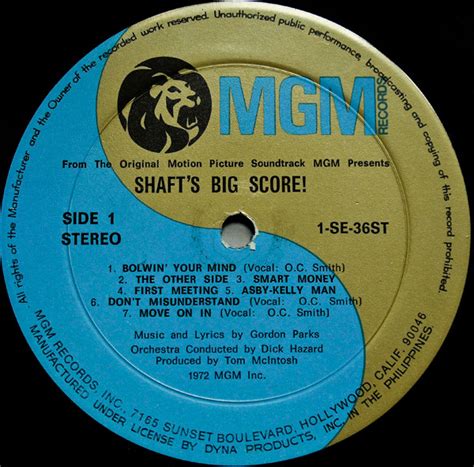 All rights of the Manufacturer and the Owner of the recorded work reserved. Unauthorized public performance, broadcasting and copying of this record prohibited.
MGM
RECORDS
From The Original Motion Picture Soundtrack MGM Presents
SHAFT'S BIG SCORE!
SIDE 1
STEREO
1-SE-36ST
1. BOLWIN' YOUR MIND (Vocal: O.C. Smith)
2. THE OTHER SIDE 3. SMART MONEY
4. FIRST MEETING 5. ASBY-KELLY MAN
6. DON'T MISUNDERSTAND (Vocal: O.C. Smith)
7. MOVE ON IN (Vocal: O.C. Smith)
Music and Lyrics by Gordon Parks
Orchestra Conducted by Dick Hazard
Produced by Tom McIntosh
1972 MGM Inc.
MGM RECORDS, INC., 7165 SUNSET BOULEVARD, HOLLYWOOD, CALIF. 90046
MANUFACTURED UNDER LICENSE BY DYNA PRODUCTS, INC. IN THE PHILIPPINES.